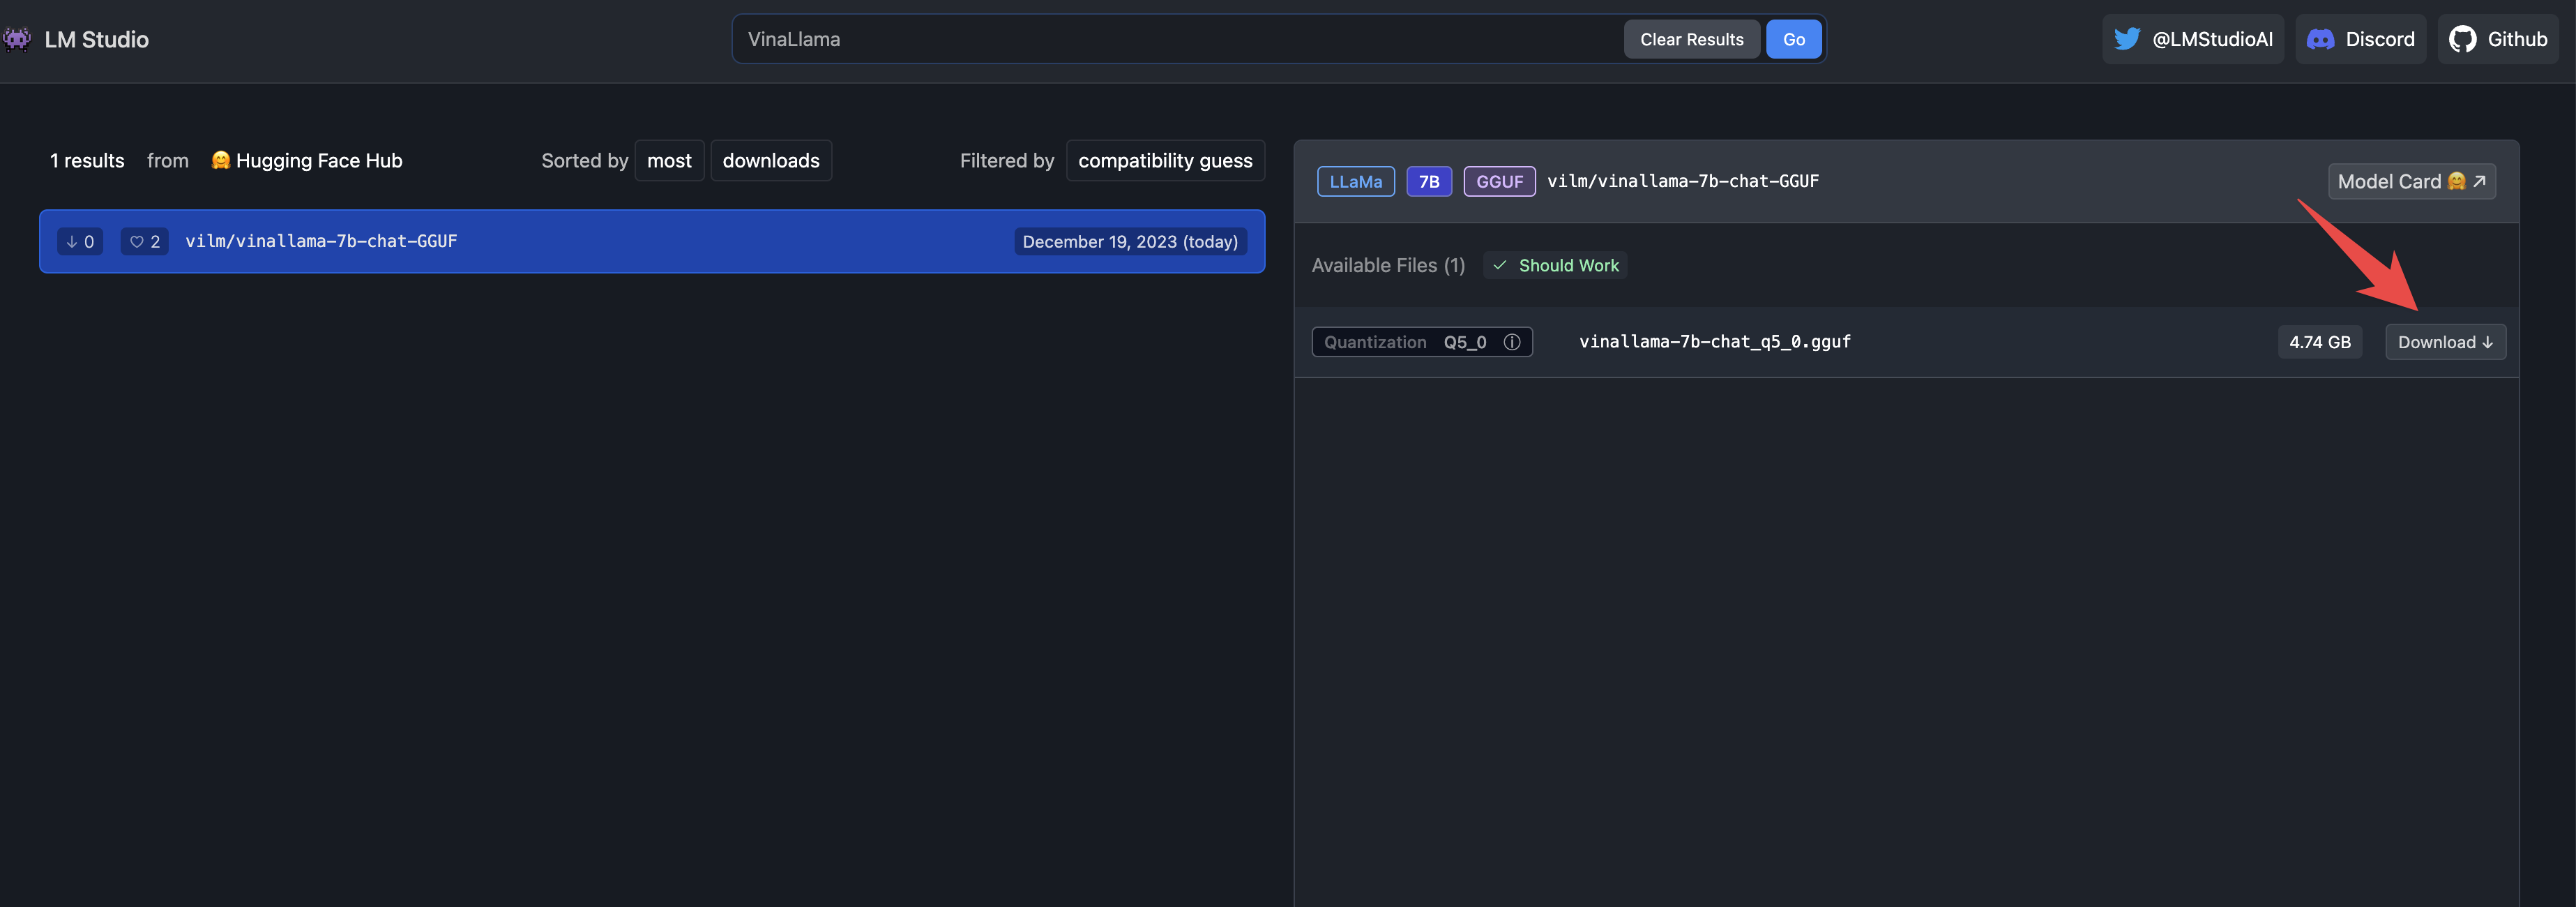 LM Studio
VinaLlama
Clear Results
Go
@LMStudioAI
Discord
Github
1 results from 🤗 Hugging Face Hub
Sorted by most downloads
Filtered by compatibility guess
0 2 vilm/vinallama-7b-chat-GGUF December 19, 2023 (today)
LLaMa 7B GGUF vilm/vinallama-7b-chat-GGUF
Model Card 🤗
Available Files (1) ✓ Should Work
Quantization Q5_0 vinallama-7b-chat_q5_0.gguf 4.74 GB Download ↓